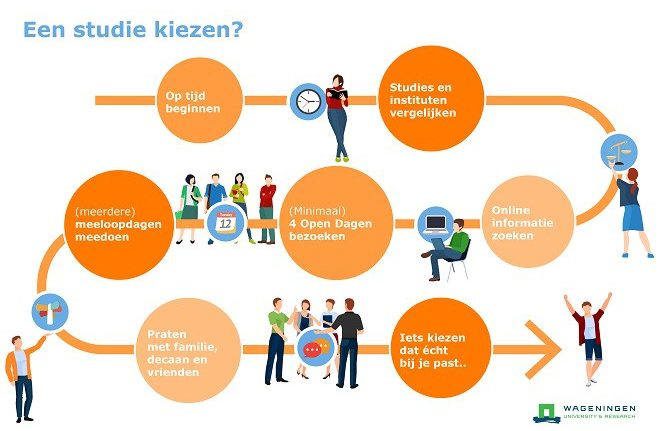 Een studie kiezen?
Op tijd
beginnen
Studies en
instituten
vergelijken
Online
informatie
zoeken
(Minimaal)
4 Open Dagen
bezoeken
Tuesday
12
(meerdere)
meeloopdagen
meedoen
Praten
met familie,
decaan en
vrienden
Iets kiezen
dat écht
bij je past..
WAGENINGEN
UNIVERSITY & RESEARCH